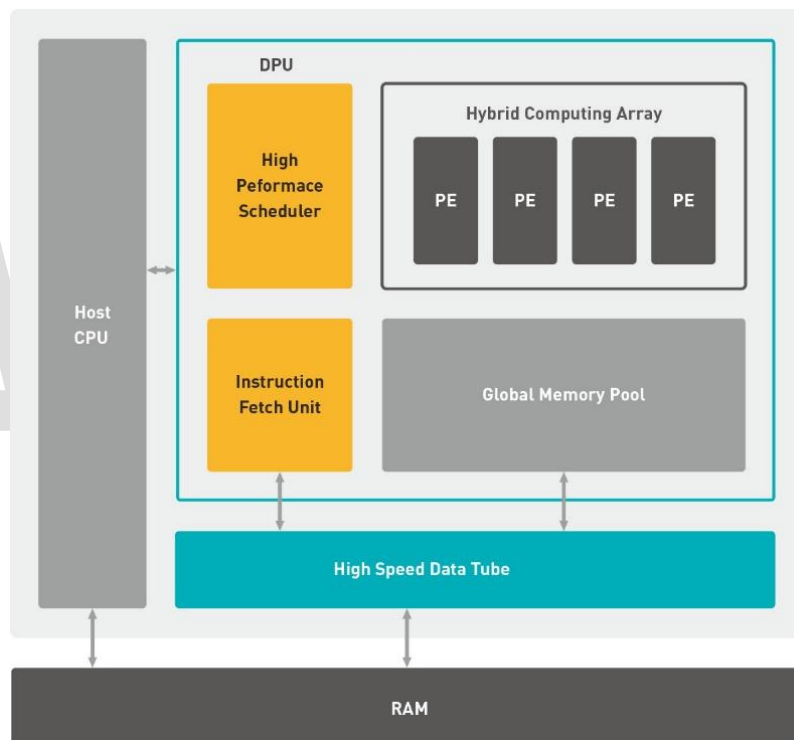 DPU
High
Peformace
Scheduler
Hybrid Computing Array
PE PE PE PE
Host
CPU
Instruction
Fetch Unit
Global Memory Pool
High Speed Data Tube
RAM